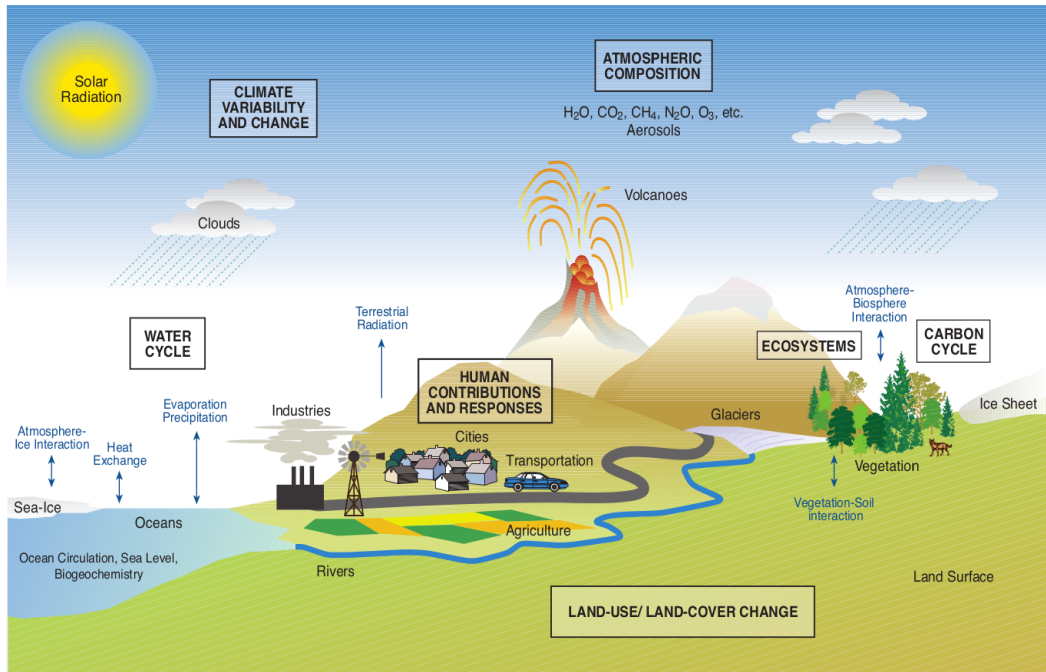 Solar
Radiation
CLIMATE
VARIABILITY
AND CHANGE
ATMOSPHERIC
COMPOSITION
H₂O, CO₂, CH₄, N₂O, O₃, etc.
Aerosols
Volcanoes
Clouds
Atmosphere-
Biosphere
Interaction
Terrestrial
Radiation
WATER
CYCLE
ECOSYSTEMS
CARBON
CYCLE
HUMAN
CONTRIBUTIONS
AND RESPONSES
Evaporation
Precipitation
Industries
Glaciers
Ice Sheet
Atmosphere-
Ice Interaction
Heat
Exchange
Cities
Transportation
Vegetation
Sea-Ice
Oceans
Agriculture
Vegetation-Soil
interaction
Ocean Circulation, Sea Level,
Biogeochemistry
Rivers
Land Surface
LAND-USE/ LAND-COVER CHANGE